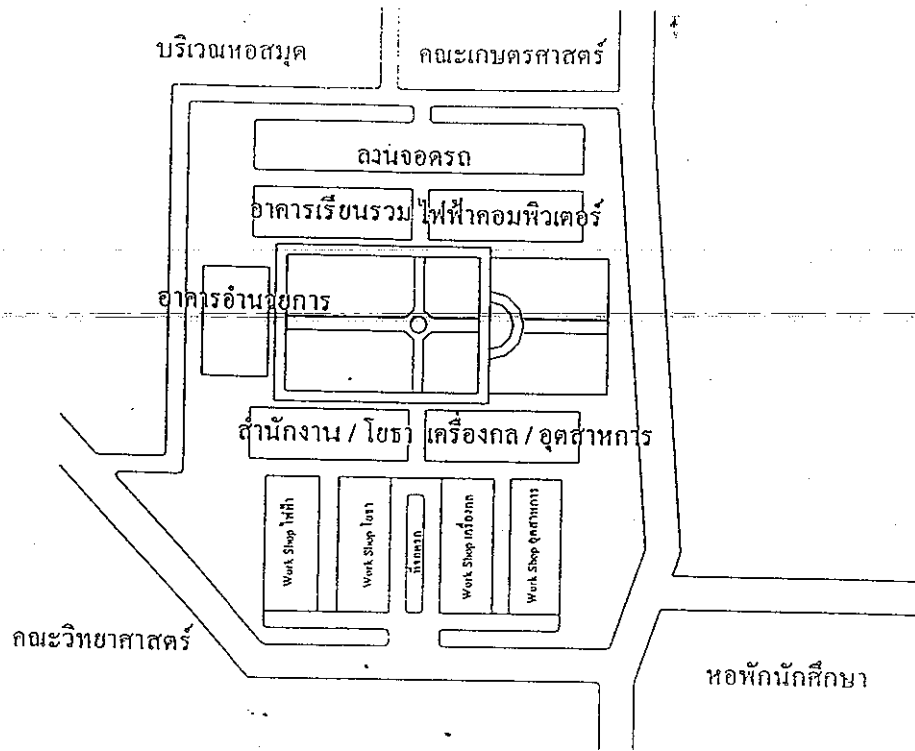 บริเวณหอสมุด
คณะเกษตรศาสตร์
ลานจอดรถ
อาคารเรียนรวม
ไฟฟ้าคอมพิวเตอร์
อาคารอำนวยการ
สำนักงาน / โยธา
เครื่องกล / อุตสาหการ
Work Shop ไฟฟ้า
Work Shop โยธา
ที่จอดรถ
Work Shop เครื่องกล
Work Shop อุตสาหการ
คณะวิทยาศาสตร์
หอพักนักศึกษา